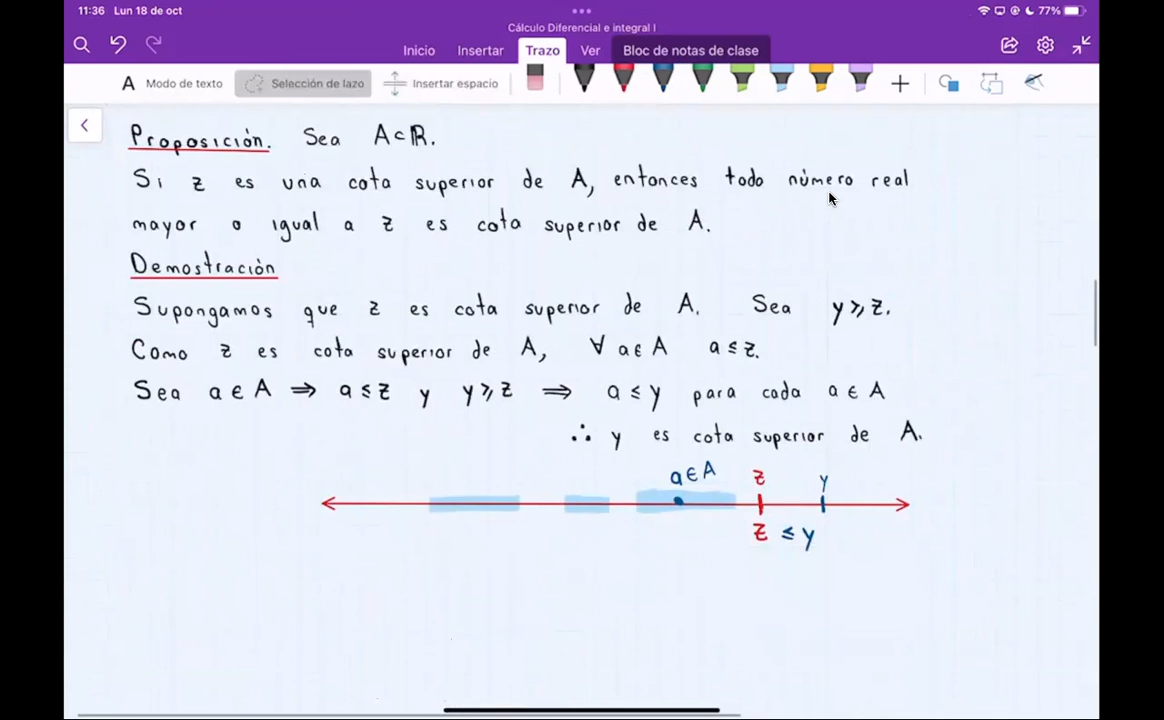 11:36 Lun 18 de oct
77%
Cálculo Diferencial e integral I
Inicio Insertar Trazo Ver Bloc de notas de clase
A Modo de texto Selección de lazo Insertar espacio
Proposición. Sea A⊂ℝ.
Si z es una cota superior de A, entonces todo número real
mayor o igual a z es cota superior de A.
Demostración
Supongamos que z es cota superior de A. Sea y ⩾ z.
Como z es cota superior de A, ∀ a∈A a ≤ z.
Sea a∈A ⟹ a ≤ z y y ⩾ z ⟹ a ≤ y para cada a∈A
∴ y es cota superior de A.
a∈A z y
z ≤ y